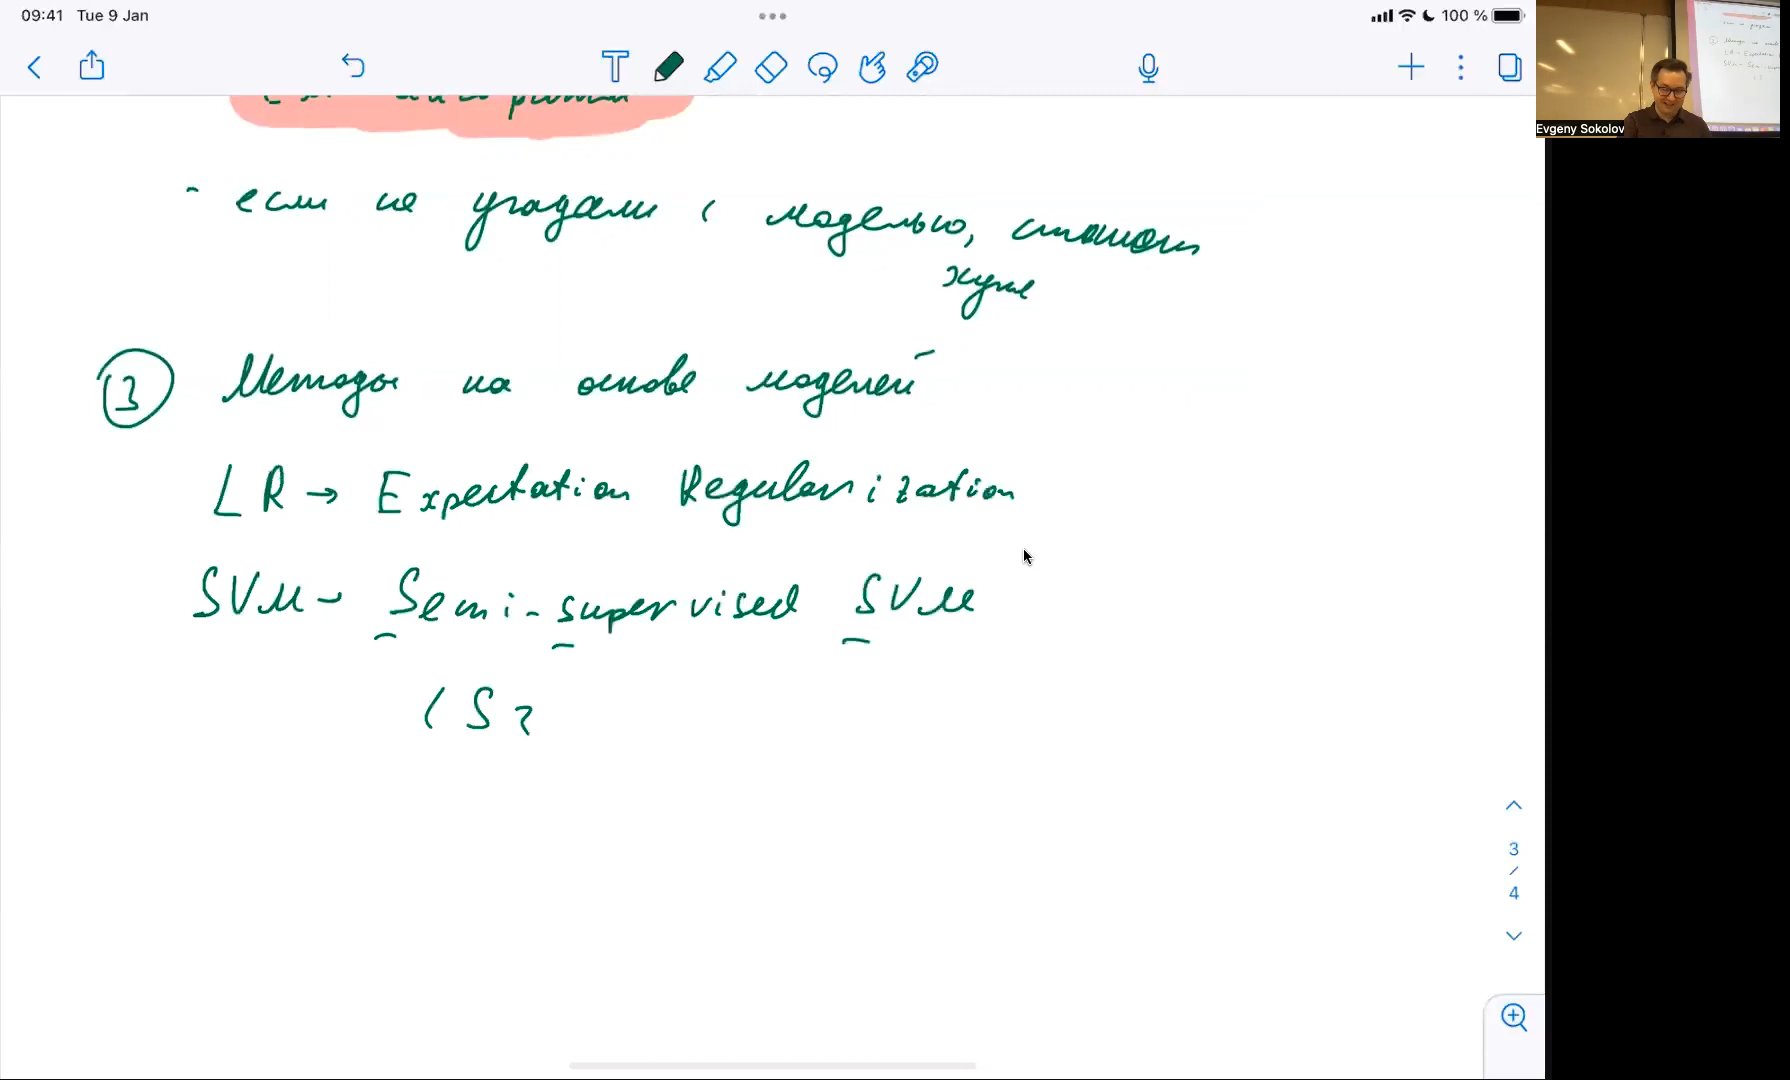 09:41 Tue 9 Jan
100 %
Evgeny Sokolov
- если не угадали с моделью, станет
хуже
③ Методы на основе моделей
LR → Expectation Regularization
SVM - Semi-supervised SVM
(S3
3
/
4